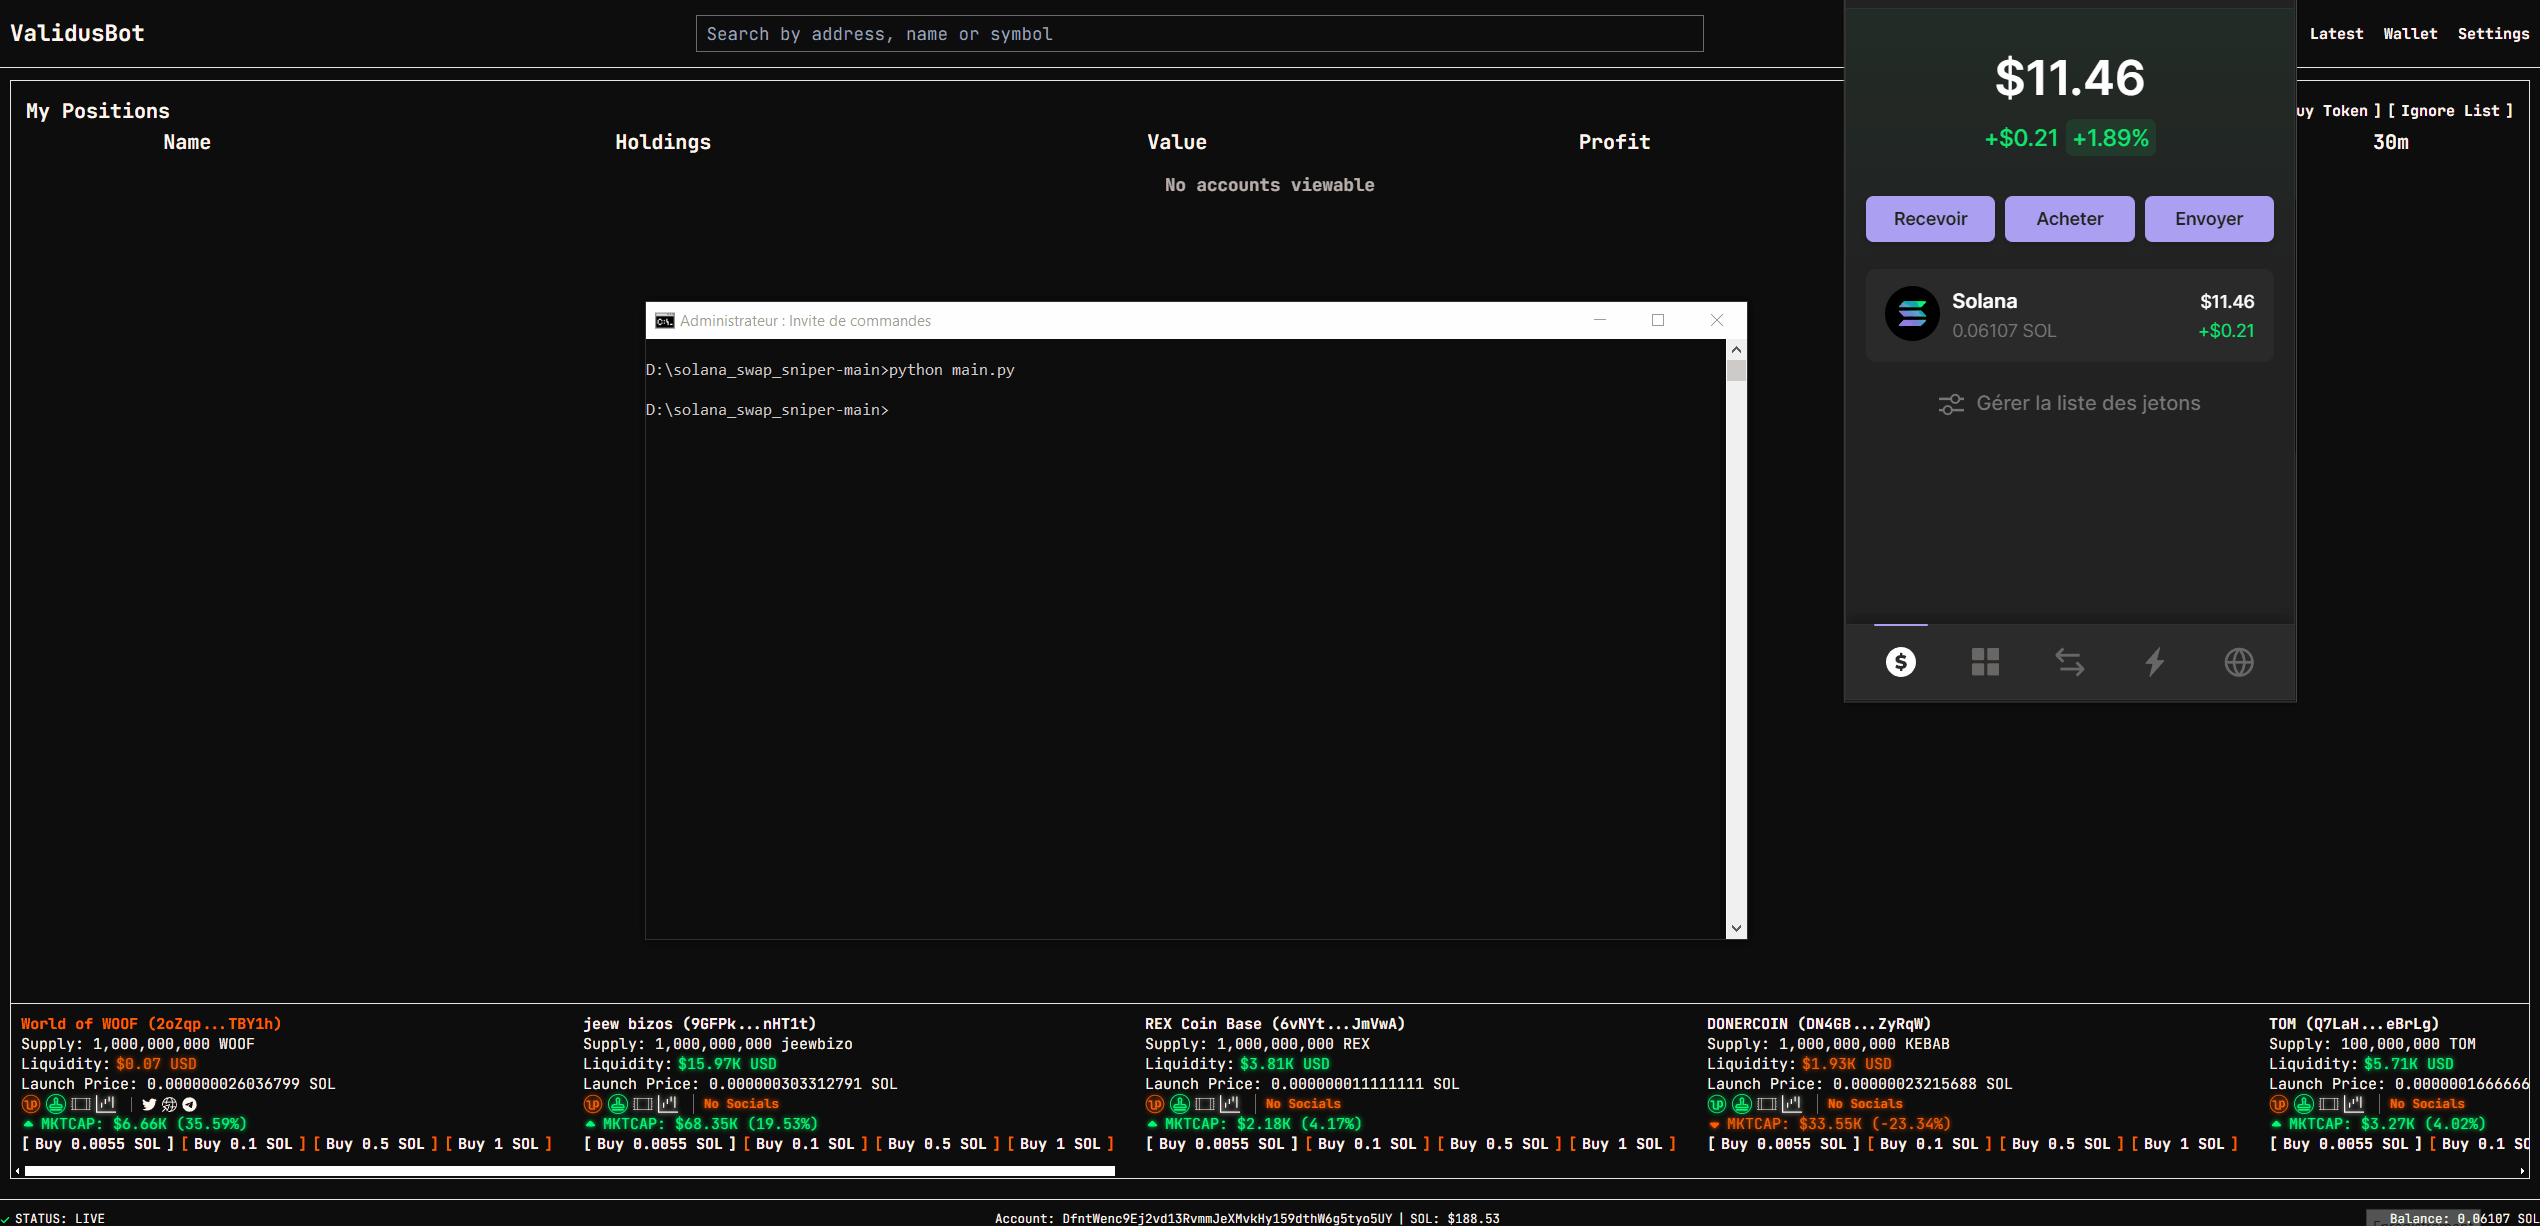 ValidusBot
Search by address, name or symbol
Latest Wallet Settings
My Positions
uy Token ] [ Ignore List ]
Name Holdings Value Profit 30m
No accounts viewable
$11.46
+$0.21 +1.89%
Recevoir Acheter Envoyer
Solana $11.46
0.06107 SOL +$0.21
Gérer la liste des jetons
Administrateur : Invite de commandes
D:\solana_swap_sniper-main>python main.py
D:\solana_swap_sniper-main>
World of WOOF (2oZqp...TBY1h)
Supply: 1,000,000,000 WOOF
Liquidity: $0.07 USD
Launch Price: 0.000000026036799 SOL
MKTCAP: $6.66K (35.59%)
[ Buy 0.0055 SOL ] [ Buy 0.1 SOL ] [ Buy 0.5 SOL ] [ Buy 1 SOL ]
jeew bizos (9GFPk...nHT1t)
Supply: 1,000,000,000 jeewbizo
Liquidity: $15.97K USD
Launch Price: 0.000000303312791 SOL
No Socials
MKTCAP: $68.35K (19.53%)
[ Buy 0.0055 SOL ] [ Buy 0.1 SOL ] [ Buy 0.5 SOL ] [ Buy 1 SOL ]
REX Coin Base (6vNYt...JmVwA)
Supply: 1,000,000,000 REX
Liquidity: $3.81K USD
Launch Price: 0.000000011111111 SOL
No Socials
MKTCAP: $2.18K (4.17%)
[ Buy 0.0055 SOL ] [ Buy 0.1 SOL ] [ Buy 0.5 SOL ] [ Buy 1 SOL ]
DONERCOIN (DN4GB...ZyRqW)
Supply: 1,000,000,000 KEBAB
Liquidity: $1.93K USD
Launch Price: 0.00000023215688 SOL
No Socials
MKTCAP: $33.55K (-23.34%)
[ Buy 0.0055 SOL ] [ Buy 0.1 SOL ] [ Buy 0.5 SOL ] [ Buy 1 SOL ]
TOM (Q7LaH...eBrLg)
Supply: 100,000,000 TOM
Liquidity: $5.71K USD
Launch Price: 0.0000001666666
No Socials
MKTCAP: $3.27K (4.02%)
[ Buy 0.0055 SOL ] [ Buy 0.1 SO
STATUS: LIVE
Account: DfntWenc9Ej2vd13RvmmJeXMvkHy159dthW6g5tyo5UY | SOL: $188.53
Balance: 0.06107 SOL